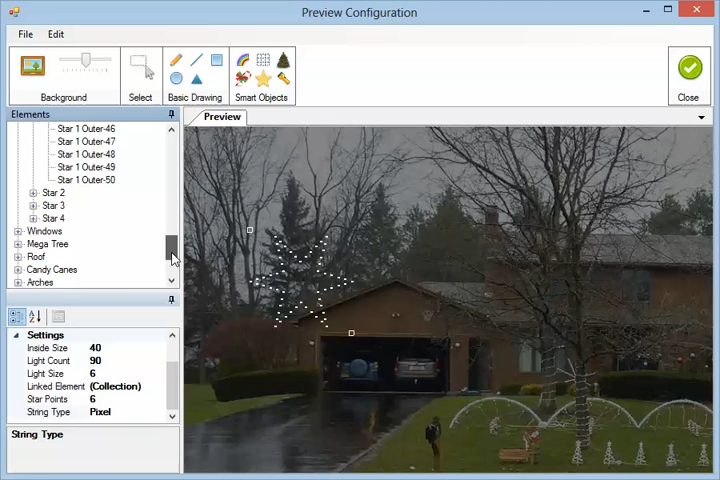 Preview Configuration
File Edit
Background Select Basic Drawing Smart Objects Close
Elements
Preview
Star 1 Outer-46
Star 1 Outer-47
Star 1 Outer-48
Star 1 Outer-49
Star 1 Outer-50
Star 2
Star 3
Star 4
Windows
Mega Tree
Roof
Candy Canes
Arches
Settings
Inside Size 40
Light Count 90
Light Size 6
Linked Element (Collection)
Star Points 6
String Type Pixel
String Type